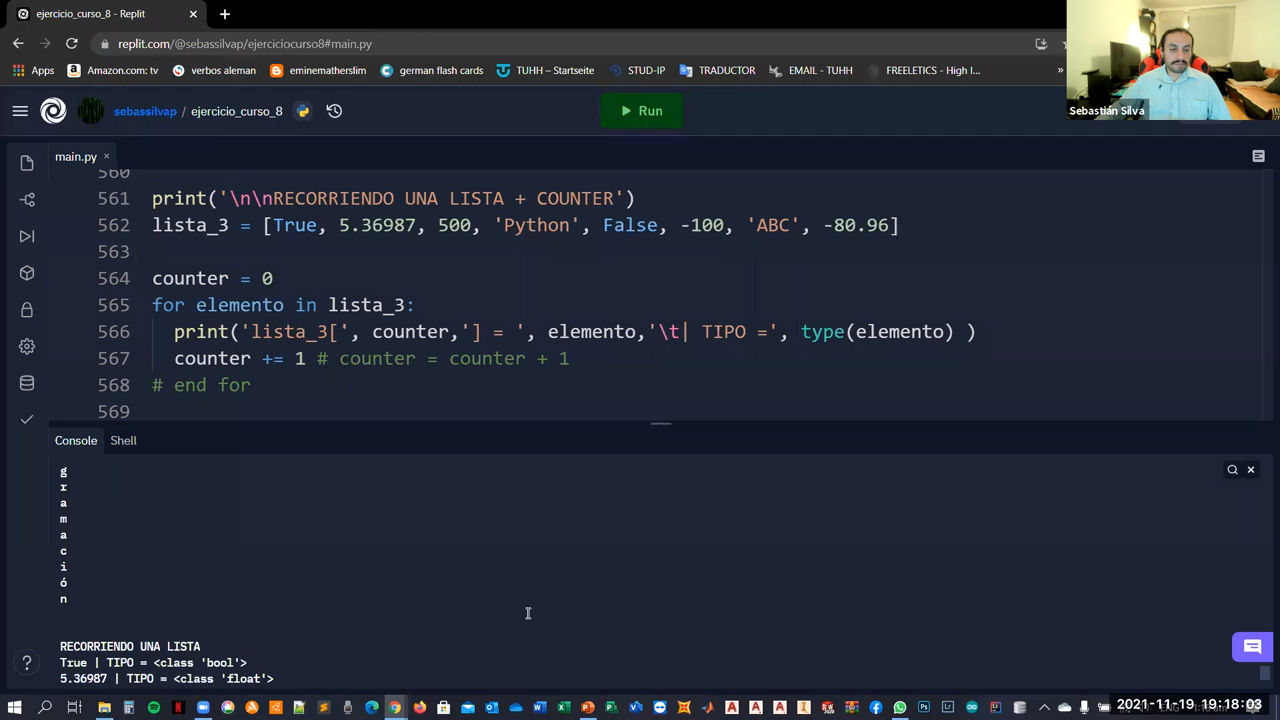 ejercicio_curso_8 - Replit
replit.com/@sebassilvap/ejerciciocurso8#main.py
Apps
Amazon.com: tv
verbos aleman
eminematherslim
german flash
TUHH – Startseite
STUD-IP
TRADUCTOR
EMAIL - TUHH
FREELETICS - High I...
»
Sebastián Silva
sebassilvap / ejercicio_curso_8
Run
main.py
560
561 print('\n\nRECORRIENDO UNA LISTA + COUNTER')
562 lista_3 = [True, 5.36987, 500, 'Python', False, -100, 'ABC', -80.96]
563
564 counter = 0
565 for elemento in lista_3:
566 print('lista_3[', counter,'] = ', elemento,'\t| TIPO =', type(elemento) )
567 counter += 1 # counter = counter + 1
568 # end for
569
Console
Shell
g
r
a
m
a
c
i
ó
n
RECORRIENDO UNA LISTA
True | TIPO = <class 'bool'>
5.36987 | TIPO = <class 'float'>
2021-11-19 19:18:03